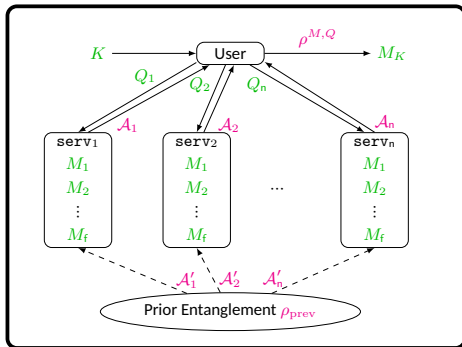 K User ρ^{M,Q} M_K
Q_1 Q_2 Q_n
𝒜_1 𝒜_2 𝒜_n
serv_1 serv_2 serv_n
M_1 M_1 M_1
M_2 M_2 ... M_2
⋮ ⋮ ⋮
M_f M_f M_f
𝒜′_1 𝒜′_2 𝒜′_n
Prior Entanglement ρ_prev